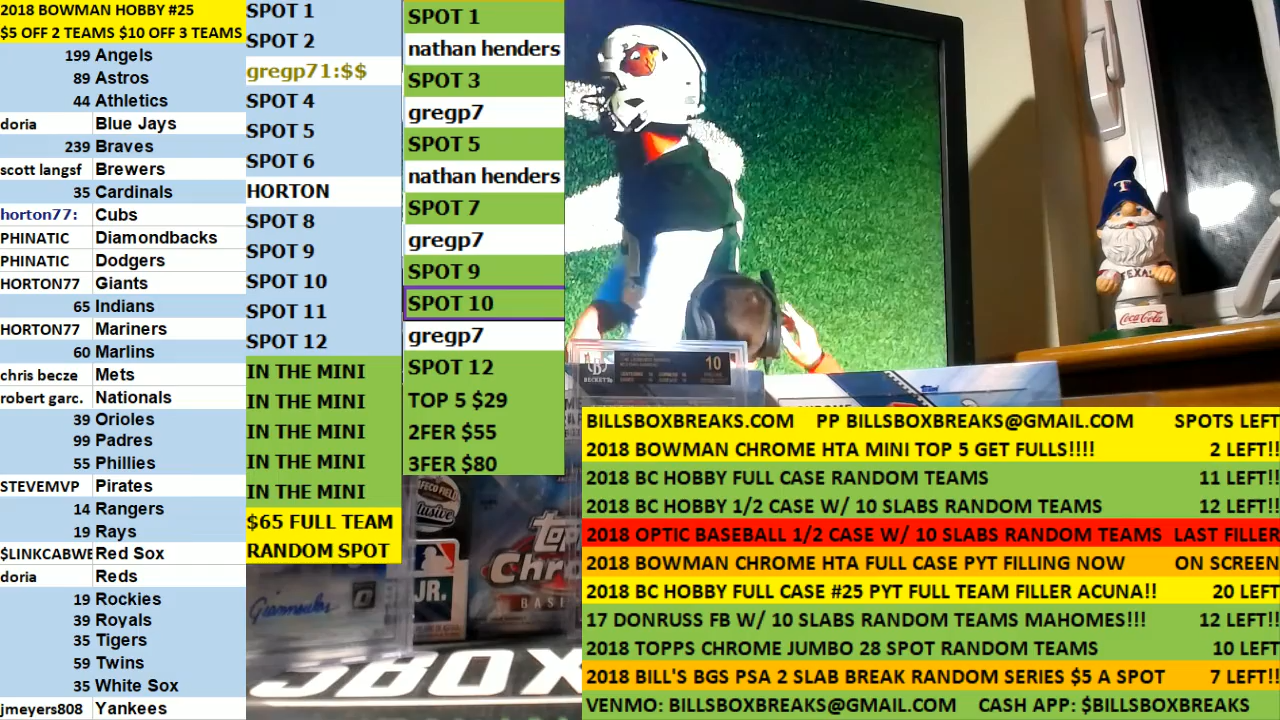 2018 BOWMAN HOBBY #25
$5 OFF 2 TEAMS $10 OFF 3 TEAMS
199 Angels
89 Astros
44 Athletics
doria Blue Jays
239 Braves
scott langsf Brewers
35 Cardinals
horton77: Cubs
PHINATIC Diamondbacks
PHINATIC Dodgers
HORTON77 Giants
65 Indians
HORTON77 Mariners
60 Marlins
chris becze Mets
robert garc. Nationals
39 Orioles
99 Padres
55 Phillies
STEVEMVP Pirates
14 Rangers
19 Rays
$LINKCABWE Red Sox
doria Reds
19 Rockies
39 Royals
35 Tigers
59 Twins
35 White Sox
jmeyers808 Yankees
SPOT 1
SPOT 2
gregp71:$$
SPOT 4
SPOT 5
SPOT 6
HORTON
SPOT 8
SPOT 9
SPOT 10
SPOT 11
SPOT 12
IN THE MINI
IN THE MINI
IN THE MINI
IN THE MINI
IN THE MINI
$65 FULL TEAM
RANDOM SPOT
SPOT 1
nathan henders
SPOT 3
gregp7
SPOT 5
nathan henders
SPOT 7
gregp7
SPOT 9
SPOT 10
gregp7
SPOT 12
TOP 5 $29
2FER $55
3FER $80
T
TEXAS
Coca-Cola
BECKETT
10
topps
BILLSBOXBREAKS.COM PP BILLSBOXBREAKS@GMAIL.COM SPOTS LEFT
2018 BOWMAN CHROME HTA MINI TOP 5 GET FULLS!!!! 2 LEFT!!
2018 BC HOBBY FULL CASE RANDOM TEAMS 11 LEFT!!
2018 BC HOBBY 1/2 CASE W/ 10 SLABS RANDOM TEAMS 12 LEFT!!
2018 OPTIC BASEBALL 1/2 CASE W/ 10 SLABS RANDOM TEAMS LAST FILLER
2018 BOWMAN CHROME HTA FULL CASE PYT FILLING NOW ON SCREEN
2018 BC HOBBY FULL CASE #25 PYT FULL TEAM FILLER ACUNA!! 20 LEFT!!
17 DONRUSS FB W/ 10 SLABS RANDOM TEAMS MAHOMES!!! 12 LEFT!!
2018 TOPPS CHROME JUMBO 28 SPOT RANDOM TEAMS 10 LEFT!!
2018 BILL'S BGS PSA 2 SLAB BREAK RANDOM SERIES $5 A SPOT 7 LEFT!!
VENMO: BILLSBOXBREAKS@GMAIL.COM CASH APP: $BILLSBOXBREAKS
JR.
topps
Chro
BASE
SBOX